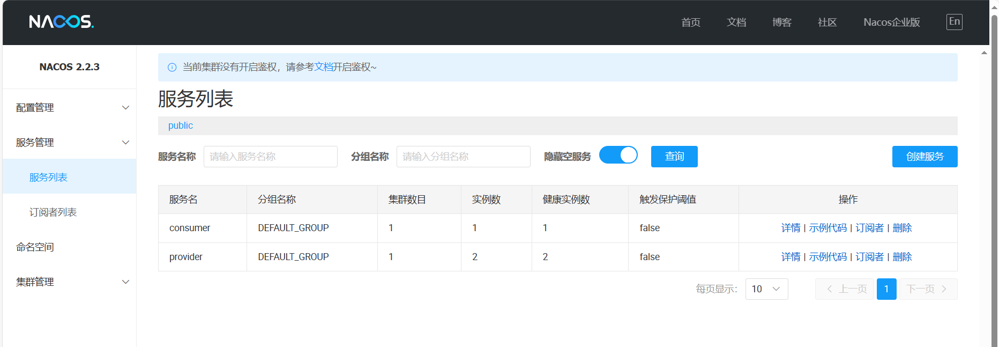 NACOS.
首页 文档 博客 社区 Nacos企业版 En
NACOS 2.2.3
配置管理
服务管理
服务列表
订阅者列表
命名空间
集群管理
当前集群没有开启鉴权，请参考文档开启鉴权~
服务列表
public
服务名称 请输入服务名称 分组名称 请输入分组名称 隐藏空服务 查询 创建服务
服务名 分组名称 集群数目 实例数 健康实例数 触发保护阈值 操作
consumer DEFAULT_GROUP 1 1 1 false 详情 | 示例代码 | 订阅者 | 删除
provider DEFAULT_GROUP 1 2 2 false 详情 | 示例代码 | 订阅者 | 删除
每页显示: 10 上一页 1 下一页